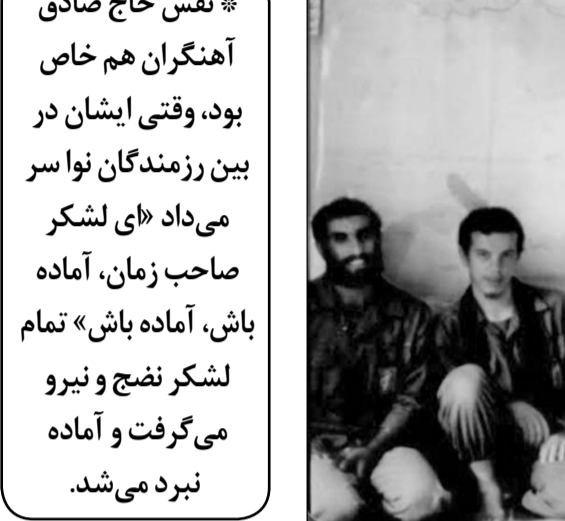 * نفس حاج صادق
آهنگران هم خاص
بود، وقتی ایشان در
بین رزمندگان نوا سر
می‌داد «ای لشکر
صاحب زمان، آماده
باش، آماده باش» تمام
لشکر نضج و نیرو
می‌گرفت و آماده
نبرد می‌شد.